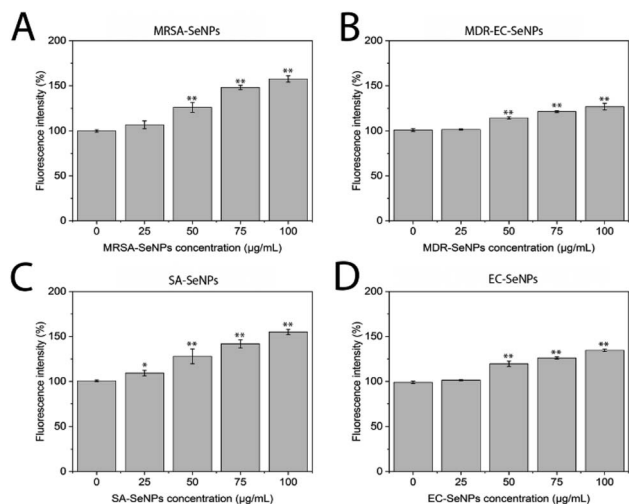 A
MRSA-SeNPs
Fluorescence intensity (%)
200
150
100
50
0
**
**
**
0 25 50 75 100
MRSA-SeNPs concentration (µg/mL)
B
MDR-EC-SeNPs
Fluorescence intensity (%)
200
150
100
50
0
**
**
**
0 25 50 75 100
MDR-SeNPs concentration (µg/mL)
C
SA-SeNPs
Fluorescence intensity (%)
200
150
100
50
0
*
**
**
**
0 25 50 75 100
SA-SeNPs concentration (µg/mL)
D
EC-SeNPs
Fluorescence intensity (%)
200
150
100
50
0
**
**
**
0 25 50 75 100
EC-SeNPs concentration (µg/mL)